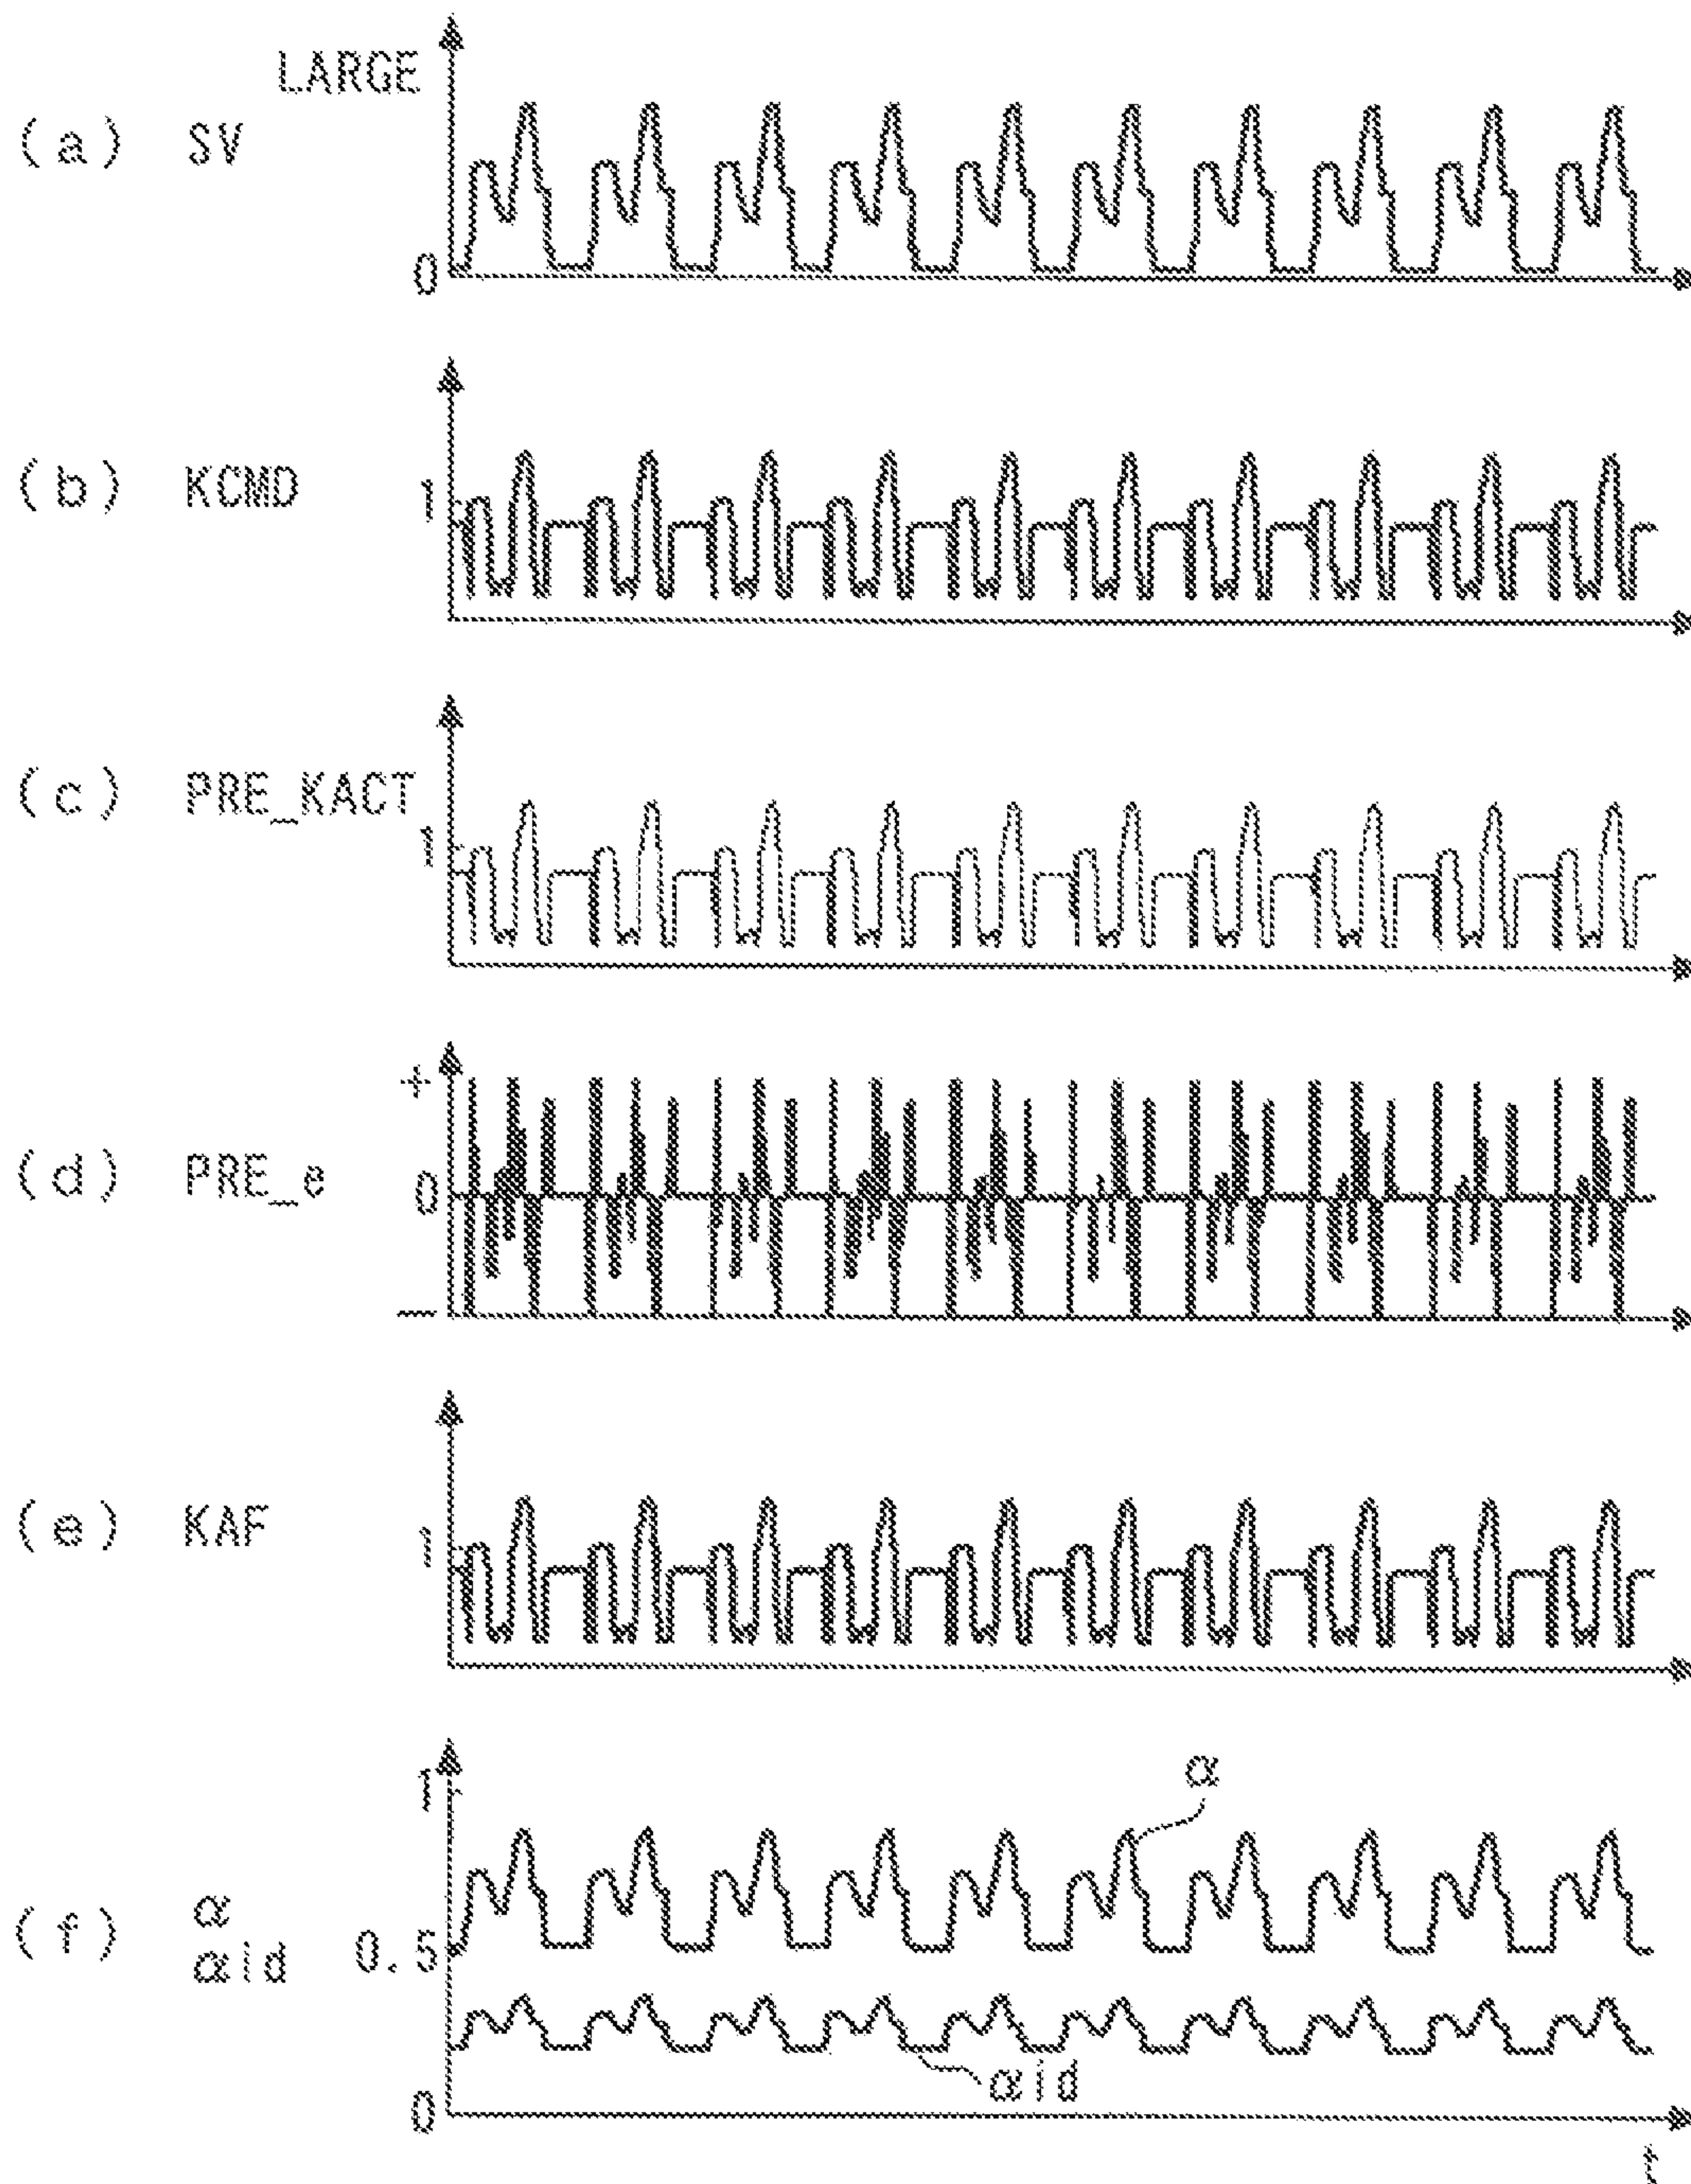 LARGE
(a) SV
0
(b) KCMD
1
(c) PRE_KACT
1
+
(d) PRE_e
0
—
(e) KAF
1
1
α
(f) α
αid
0.5
αid
0
t